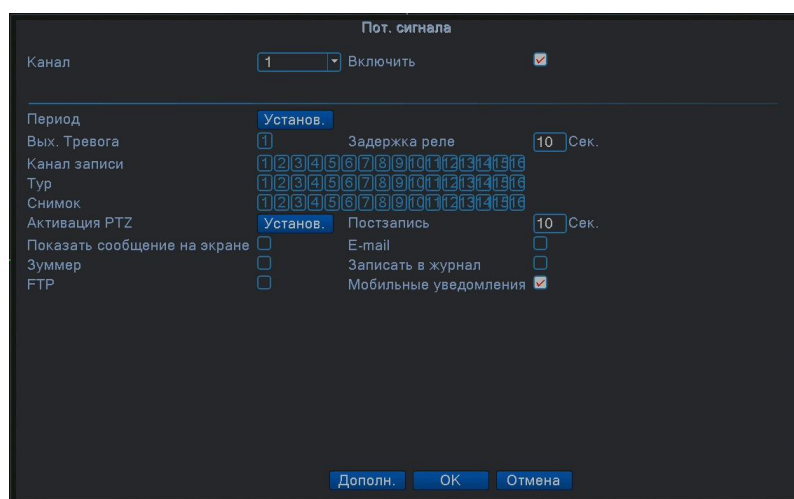 Пот. сигнала
Канал 1 Включить
Период Установ.
Вых. Тревога 1 Задержка реле 10 Сек.
Канал записи 1 2 3 4 5 6 7 8 9 10 11 12 13 14 15 16
Тур 1 2 3 4 5 6 7 8 9 10 11 12 13 14 15 16
Снимок 1 2 3 4 5 6 7 8 9 10 11 12 13 14 15 16
Активация PTZ Установ. Постзапись 10 Сек.
Показать сообщение на экране E-mail
Зуммер Записать в журнал
FTP Мобильные уведомления
Дополн. OK Отмена